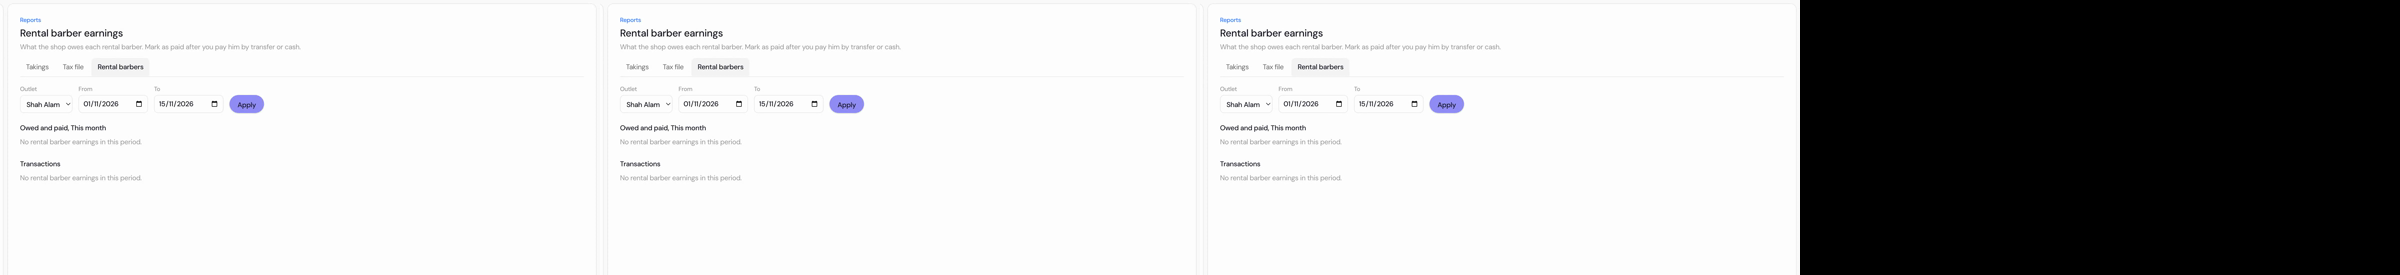 Reports
Rental barber earnings
What the shop owes each rental barber. Mark as paid after you pay him by transfer or cash.
Takings Tax file Rental barbers
Outlet From To
Shah Alam 01/11/2026 15/11/2026 Apply
Owed and paid, This month
No rental barber earnings in this period.
Transactions
No rental barber earnings in this period.
Reports
Rental barber earnings
What the shop owes each rental barber. Mark as paid after you pay him by transfer or cash.
Takings Tax file Rental barbers
Outlet From To
Shah Alam 01/11/2026 15/11/2026 Apply
Owed and paid, This month
No rental barber earnings in this period.
Transactions
No rental barber earnings in this period.
Reports
Rental barber earnings
What the shop owes each rental barber. Mark as paid after you pay him by transfer or cash.
Takings Tax file Rental barbers
Outlet From To
Shah Alam 01/11/2026 15/11/2026 Apply
Owed and paid, This month
No rental barber earnings in this period.
Transactions
No rental barber earnings in this period.